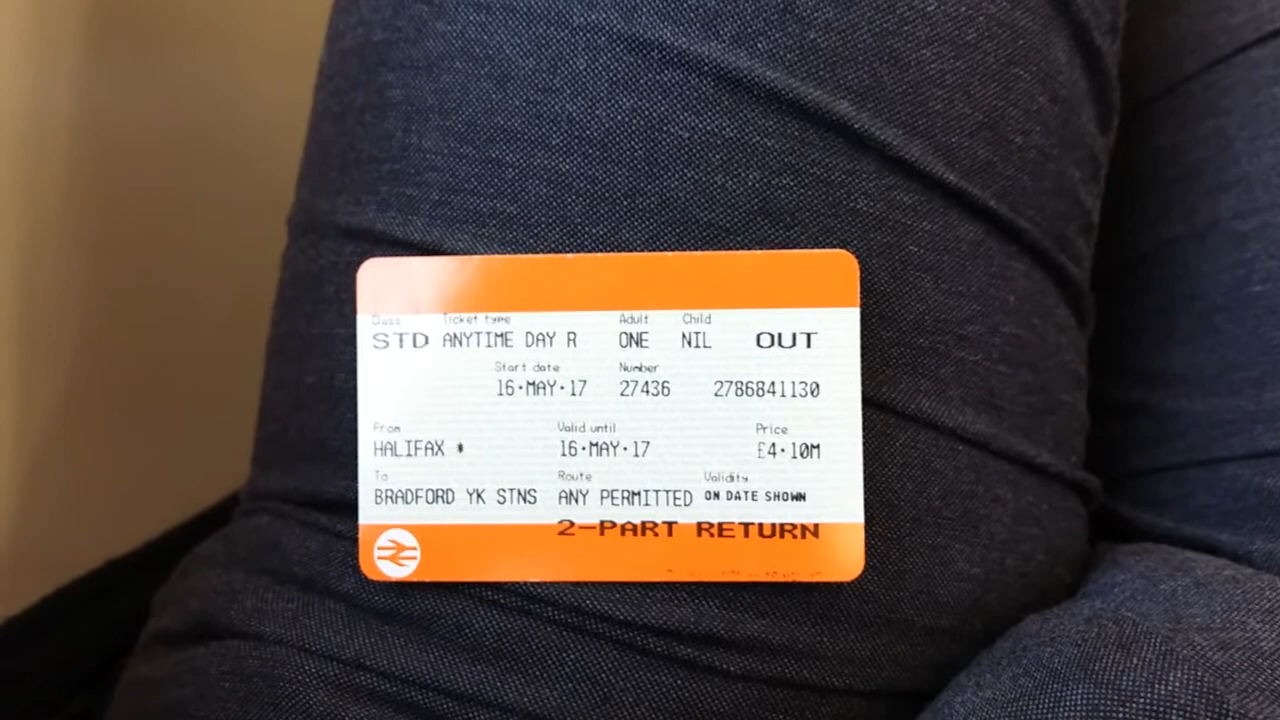 Class Ticket type Adult Child
STD ANYTIME DAY R ONE NIL OUT
Start date Number
16·MAY·17 27436 2786841130
From Valid until Price
HALIFAX * 16·MAY·17 £4·10M
To Route Validity
BRADFORD YK STNS ANY PERMITTED ON DATE SHOWN
2-PART RETURN